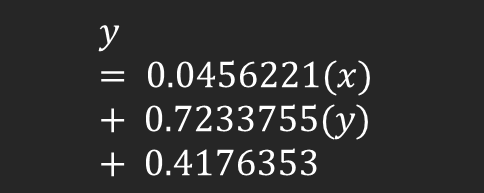 y
= 0.0456221(x)
+ 0.7233755(y)
+ 0.4176353